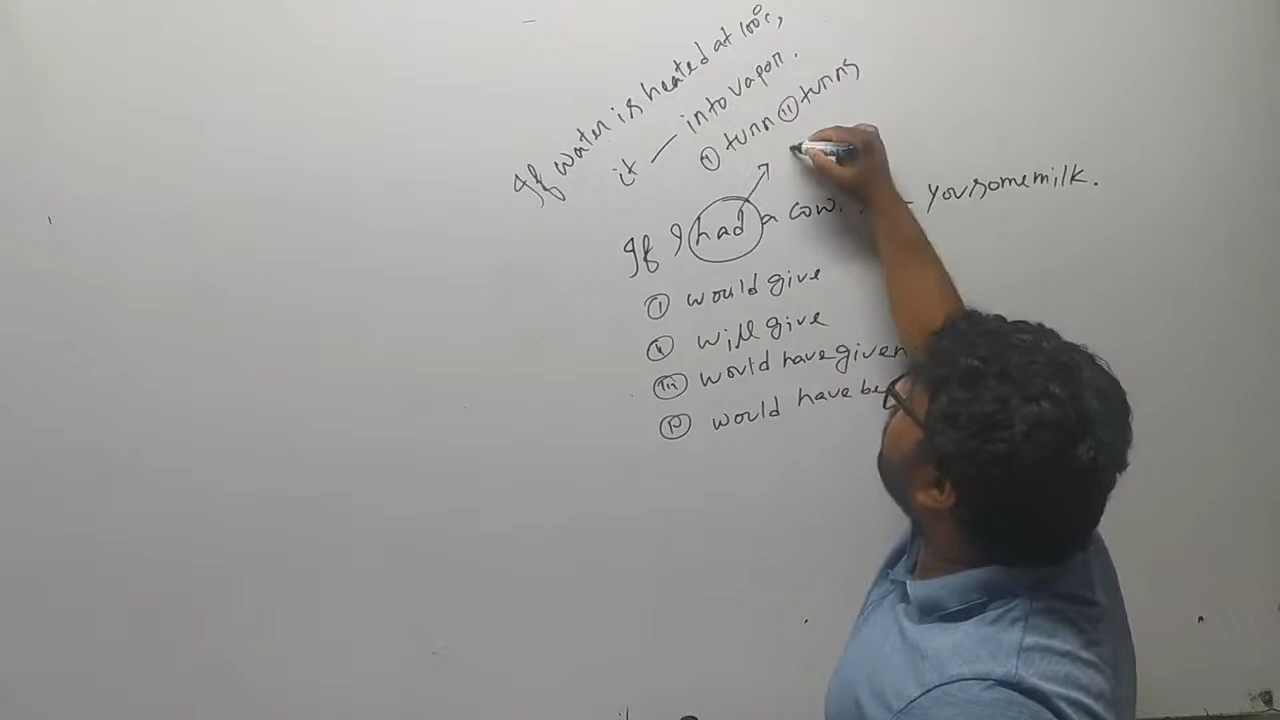 If water is heated at 100°c,
it — into vapor.
(i) turn (ii) turns
If I had a cow, — you some milk.
(i) would give
(ii) will give
(iii) would have given
would have